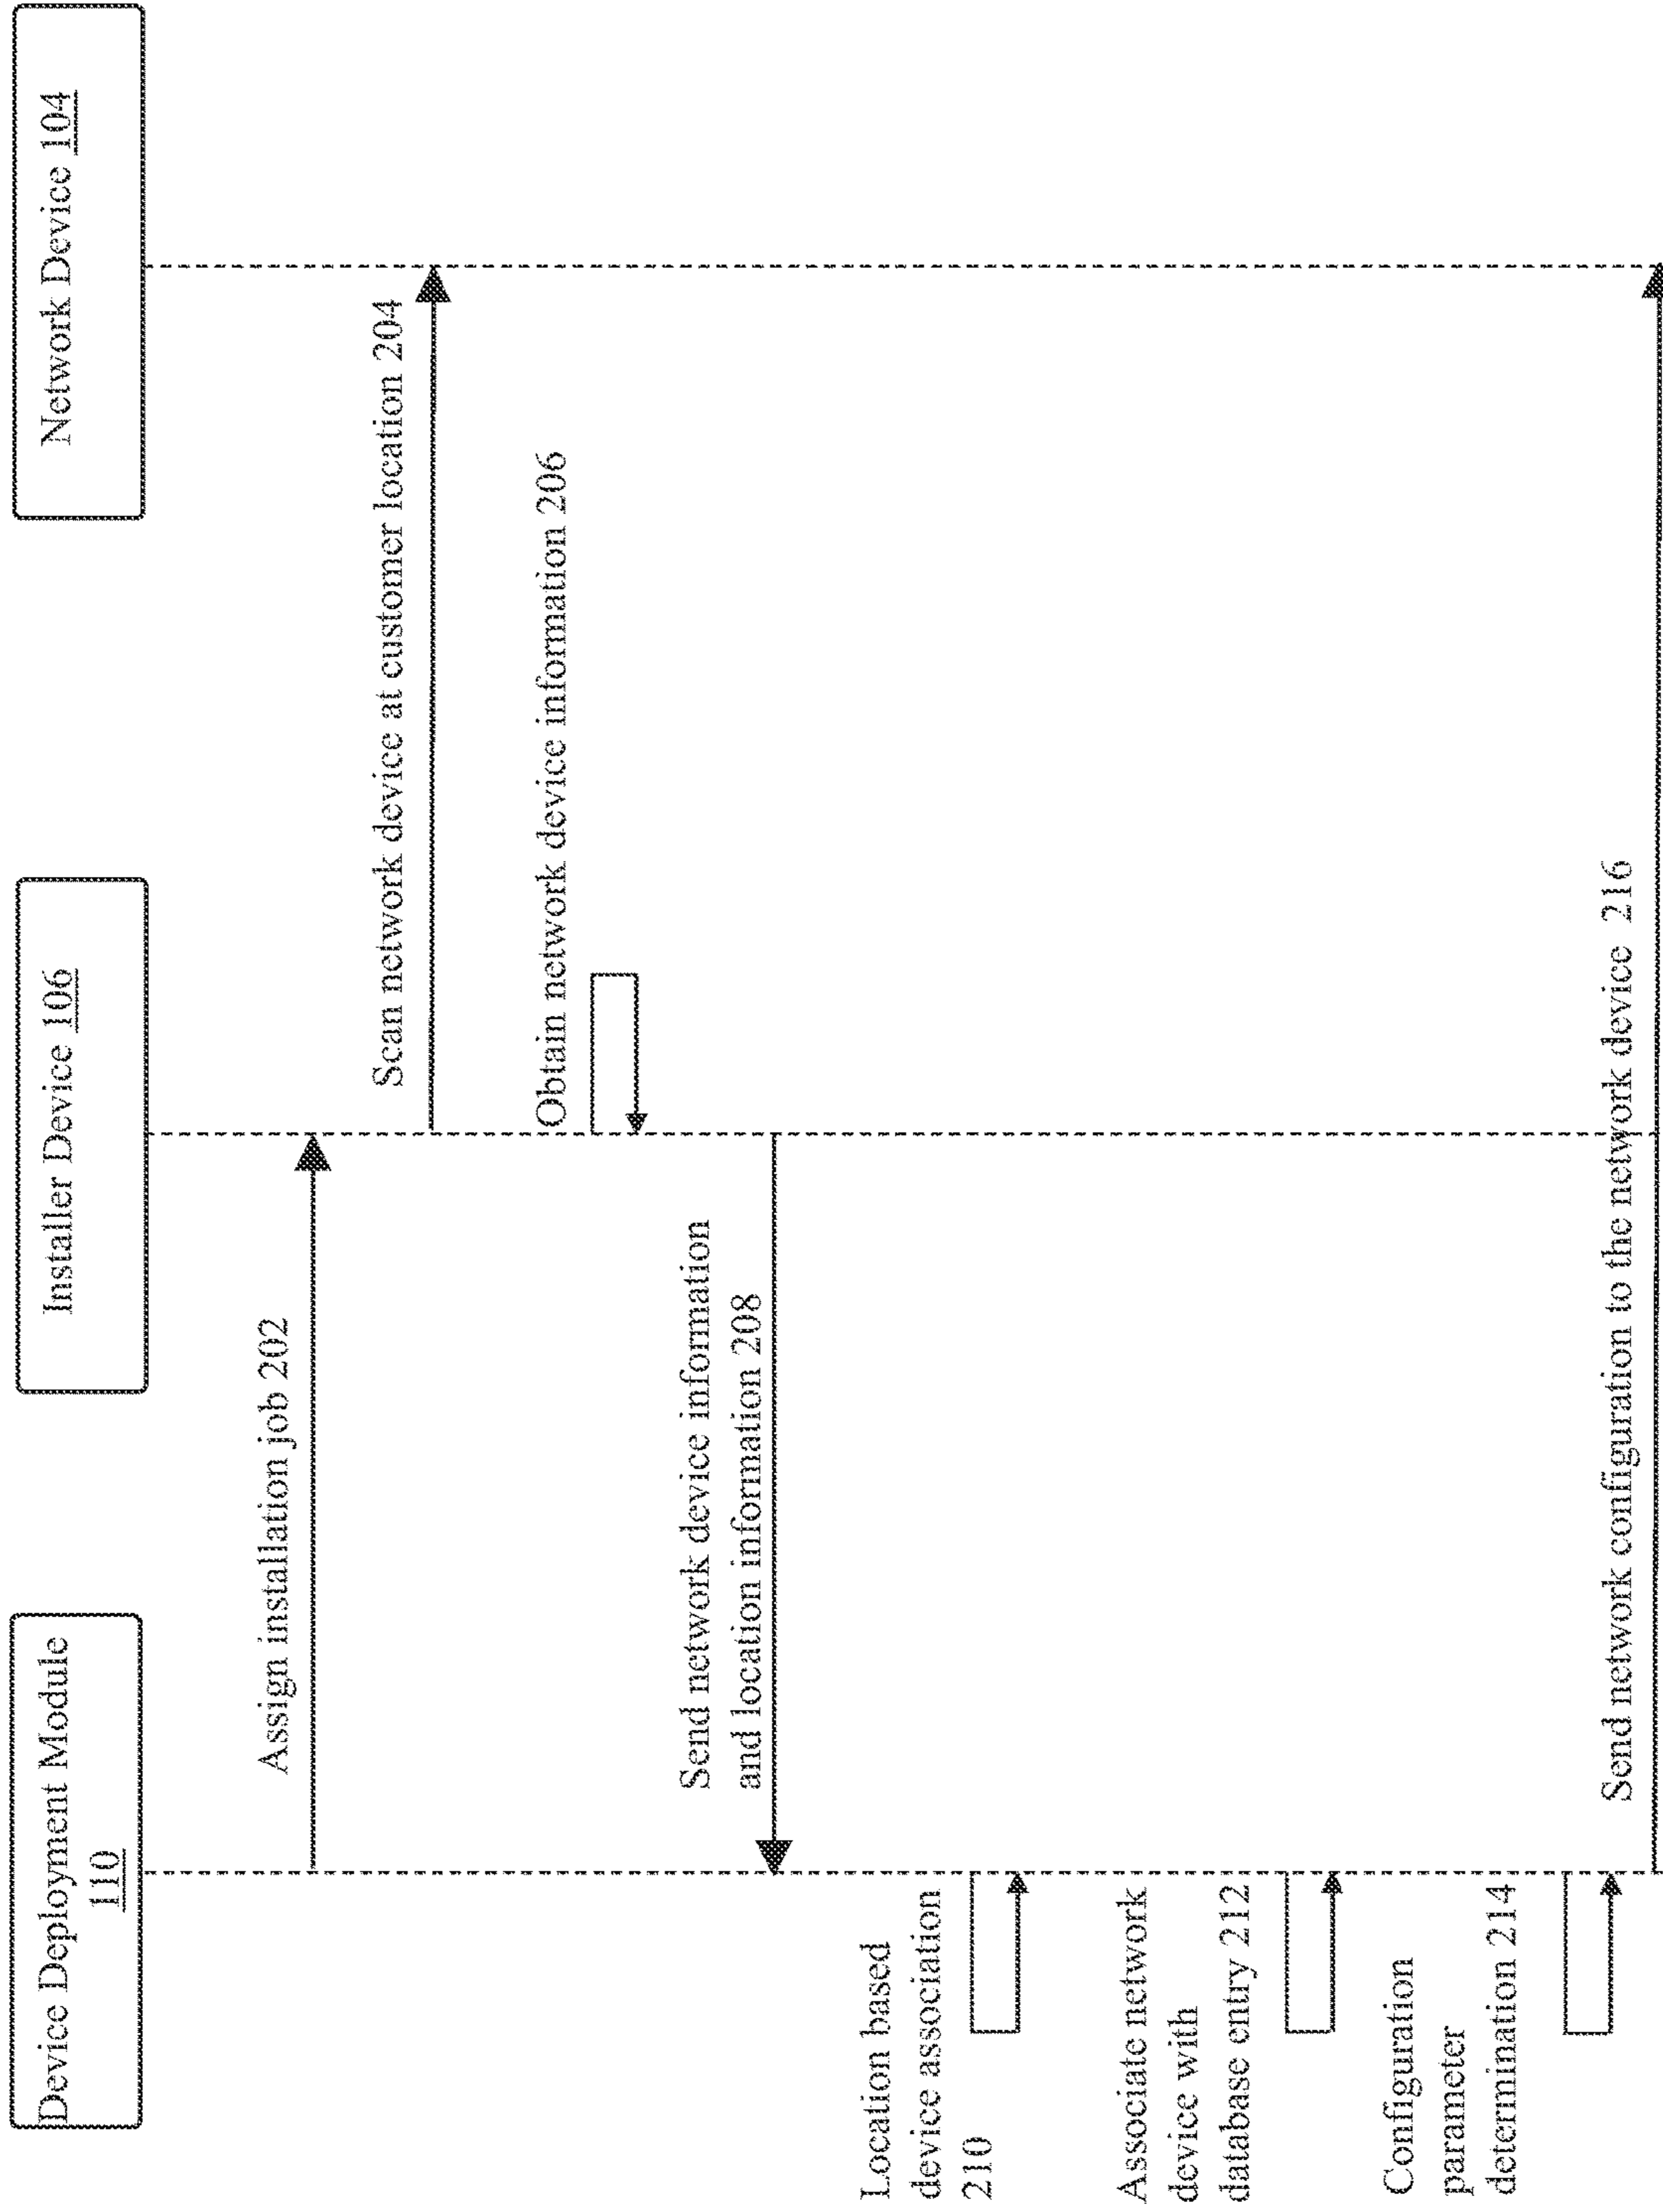 Device Deployment Module
110
Installer Device 106
Network Device 104
Assign installation job 202
Scan network device at customer location 204
Obtain network device information 206
Send network device information
and location information 208
Location based
device association
210
Associate network
device with
database entry 212
Configuration
parameter
determination 214
Send network configuration to the network device 216